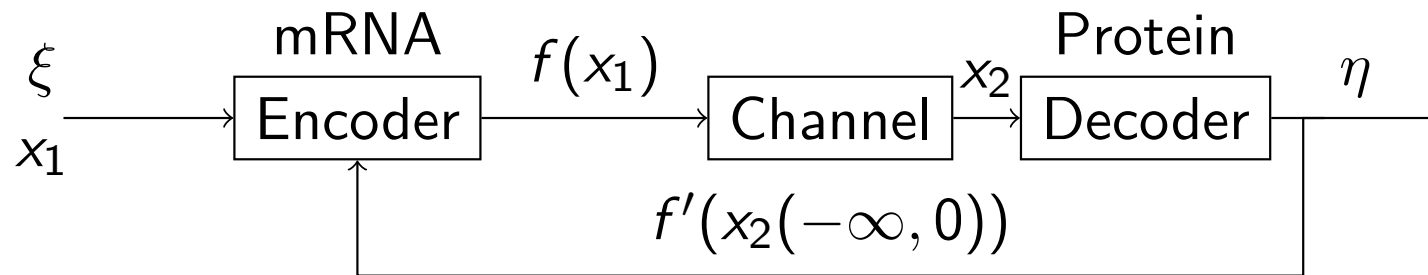 mRNA
Protein
ξ
f(x₁)
x₂
η
Encoder
Channel
Decoder
x₁
f′(x₂(−∞, 0))